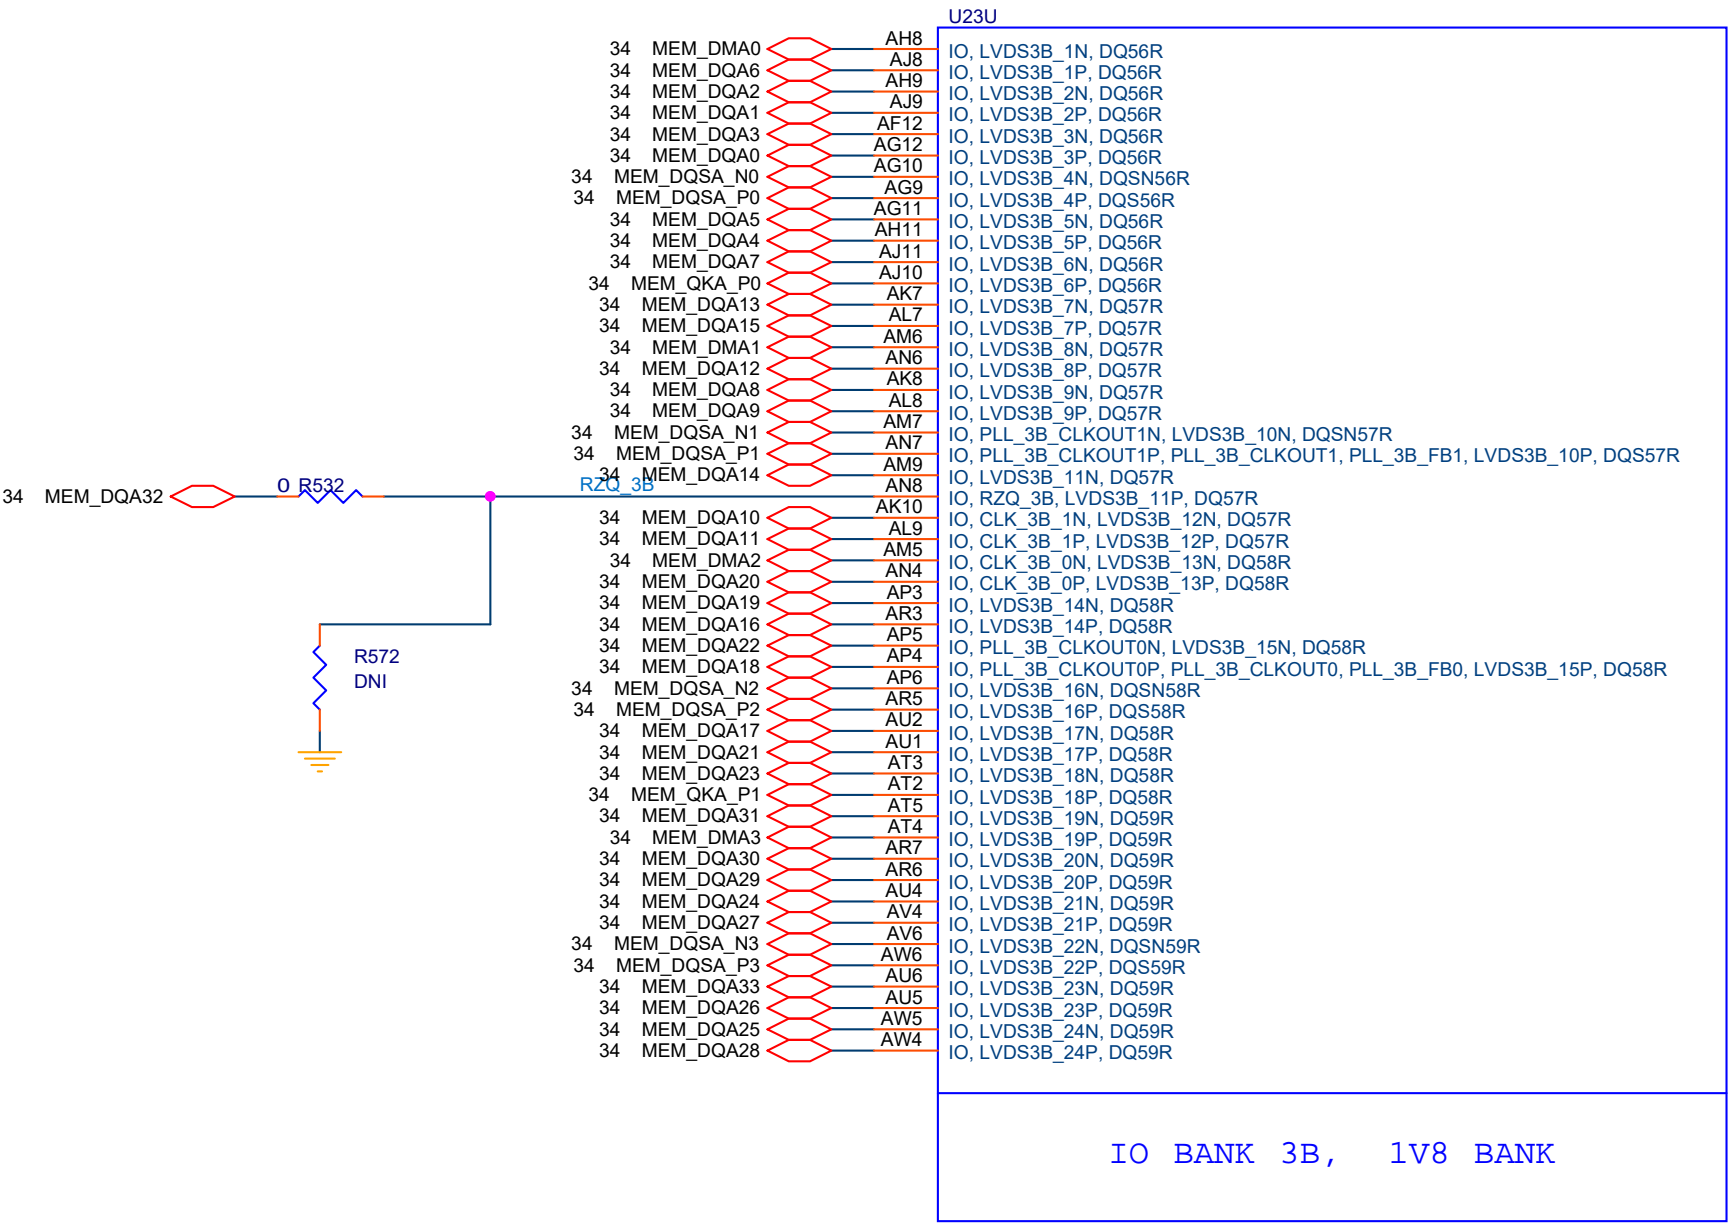 U23U
34 MEM_DMA0 AH8 IO, LVDS3B_1N, DQ56R
34 MEM_DQA6 AJ8 IO, LVDS3B_1P, DQ56R
34 MEM_DQA2 AH9 IO, LVDS3B_2N, DQ56R
34 MEM_DQA1 AJ9 IO, LVDS3B_2P, DQ56R
34 MEM_DQA3 AF12 IO, LVDS3B_3N, DQ56R
34 MEM_DQA0 AG12 IO, LVDS3B_3P, DQ56R
34 MEM_DQSA_N0 AG10 IO, LVDS3B_4N, DQSN56R
34 MEM_DQSA_P0 AG9 IO, LVDS3B_4P, DQS56R
34 MEM_DQA5 AG11 IO, LVDS3B_5N, DQ56R
34 MEM_DQA4 AH11 IO, LVDS3B_5P, DQ56R
34 MEM_DQA7 AJ11 IO, LVDS3B_6N, DQ56R
34 MEM_QKA_P0 AJ10 IO, LVDS3B_6P, DQ56R
34 MEM_DQA13 AK7 IO, LVDS3B_7N, DQ57R
34 MEM_DQA15 AL7 IO, LVDS3B_7P, DQ57R
34 MEM_DMA1 AM6 IO, LVDS3B_8N, DQ57R
34 MEM_DQA12 AN6 IO, LVDS3B_8P, DQ57R
34 MEM_DQA8 AK8 IO, LVDS3B_9N, DQ57R
34 MEM_DQA9 AL8 IO, LVDS3B_9P, DQ57R
34 MEM_DQSA_N1 AM7 IO, PLL_3B_CLKOUT1N, LVDS3B_10N, DQSN57R
34 MEM_DQSA_P1 AN7 IO, PLL_3B_CLKOUT1P, PLL_3B_CLKOUT1, PLL_3B_FB1, LVDS3B_10P, DQS57R
34 MEM_DQA14 AM9 IO, LVDS3B_11N, DQ57R
34 MEM_DQA32 0 R532 RZQ_3B AN8 IO, RZQ_3B, LVDS3B_11P, DQ57R
34 MEM_DQA10 AK10 IO, CLK_3B_1N, LVDS3B_12N, DQ57R
34 MEM_DQA11 AL9 IO, CLK_3B_1P, LVDS3B_12P, DQ57R
34 MEM_DMA2 AM5 IO, CLK_3B_0N, LVDS3B_13N, DQ58R
34 MEM_DQA20 AN4 IO, CLK_3B_0P, LVDS3B_13P, DQ58R
34 MEM_DQA19 AP3 IO, LVDS3B_14N, DQ58R
34 MEM_DQA16 AR3 IO, LVDS3B_14P, DQ58R
34 MEM_DQA22 AP5 IO, PLL_3B_CLKOUT0N, LVDS3B_15N, DQ58R
R572
34 MEM_DQA18 AP4 IO, PLL_3B_CLKOUT0P, PLL_3B_CLKOUT0, PLL_3B_FB0, LVDS3B_15P, DQ58R
DNI
34 MEM_DQSA_N2 AP6 IO, LVDS3B_16N, DQSN58R
34 MEM_DQSA_P2 AR5 IO, LVDS3B_16P, DQS58R
34 MEM_DQA17 AU2 IO, LVDS3B_17N, DQ58R
34 MEM_DQA21 AU1 IO, LVDS3B_17P, DQ58R
34 MEM_DQA23 AT3 IO, LVDS3B_18N, DQ58R
34 MEM_QKA_P1 AT2 IO, LVDS3B_18P, DQ58R
34 MEM_DQA31 AT5 IO, LVDS3B_19N, DQ59R
34 MEM_DMA3 AT4 IO, LVDS3B_19P, DQ59R
34 MEM_DQA30 AR7 IO, LVDS3B_20N, DQ59R
34 MEM_DQA29 AR6 IO, LVDS3B_20P, DQ59R
34 MEM_DQA24 AU4 IO, LVDS3B_21N, DQ59R
34 MEM_DQA27 AV4 IO, LVDS3B_21P, DQ59R
34 MEM_DQSA_N3 AV6 IO, LVDS3B_22N, DQSN59R
34 MEM_DQSA_P3 AW6 IO, LVDS3B_22P, DQS59R
34 MEM_DQA33 AU6 IO, LVDS3B_23N, DQ59R
34 MEM_DQA26 AU5 IO, LVDS3B_23P, DQ59R
34 MEM_DQA25 AW5 IO, LVDS3B_24N, DQ59R
34 MEM_DQA28 AW4 IO, LVDS3B_24P, DQ59R
IO BANK 3B, 1V8 BANK